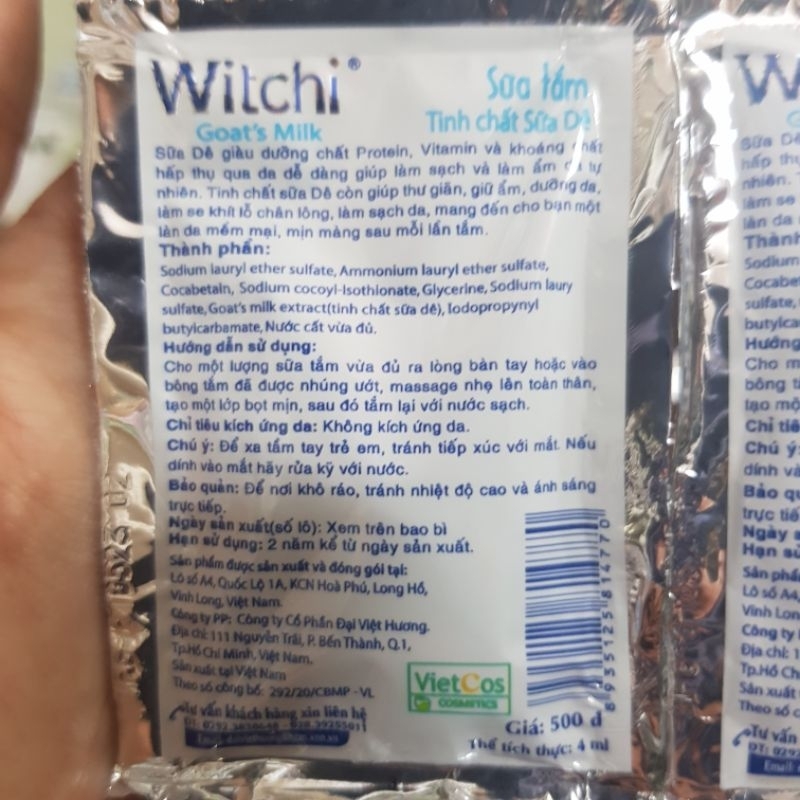 Witchi®
Sữa tắm
Goat's Milk
Tinh chất Sữa Dê
Sữa Dê giàu dưỡng chất Protein, Vitamin và khoáng chất
hấp thụ qua da dễ dàng giúp làm sạch và làm ẩm da tự
nhiên. Tinh chất sữa Dê còn giúp thư giãn, giữ ẩm, dưỡng da,
làm se khít lỗ chân lông, làm sạch da, mang đến cho bạn một
làn da mềm mại, mịn màng sau mỗi lần tắm.
Thành phần:
Sodium lauryl ether sulfate, Ammonium lauryl ether sulfate,
Cocabetain, Sodium cocoyl-Isothionate, Glycerine, Sodium laury
sulfate, Goat's milk extract(tinh chất sữa dê), Iodopropynyl
butylcarbamate, Nước cất vừa đủ.
Hướng dẫn sử dụng:
Cho một lượng sữa tắm vừa đủ ra lòng bàn tay hoặc vào
bông tắm đã được nhúng ướt, massage nhẹ lên toàn thân,
tạo một lớp bọt mịn, sau đó tắm lại với nước sạch.
Chỉ tiêu kích ứng da: Không kích ứng da.
Chú ý: Để xa tầm tay trẻ em, tránh tiếp xúc với mắt. Nếu
dính vào mắt hãy rửa kỹ với nước.
Bảo quản: Để nơi khô ráo, tránh nhiệt độ cao và ánh sáng
trực tiếp.
Ngày sản xuất(số lô): Xem trên bao bì
Hạn sử dụng: 2 năm kể từ ngày sản xuất.
Sản phẩm được sản xuất và đóng gói tại:
Lô số A4, Quốc Lộ 1A, KCN Hoà Phú, Long Hồ,
Vĩnh Long, Việt Nam.
Công ty PP: Công ty Cổ Phần Đại Việt Hương.
Địa chỉ: 111 Nguyễn Trãi, P. Bến Thành, Q.1,
Tp.Hồ Chí Minh, Việt Nam.
Sản xuất tại Việt Nam
Theo số công bố: 292/20/CBMP -VL
Tư vấn khách hàng xin liên hệ
VietCos
COSMETICS
8 935125 814770
Giá: 500 đ
Thể tích thực: 4 ml